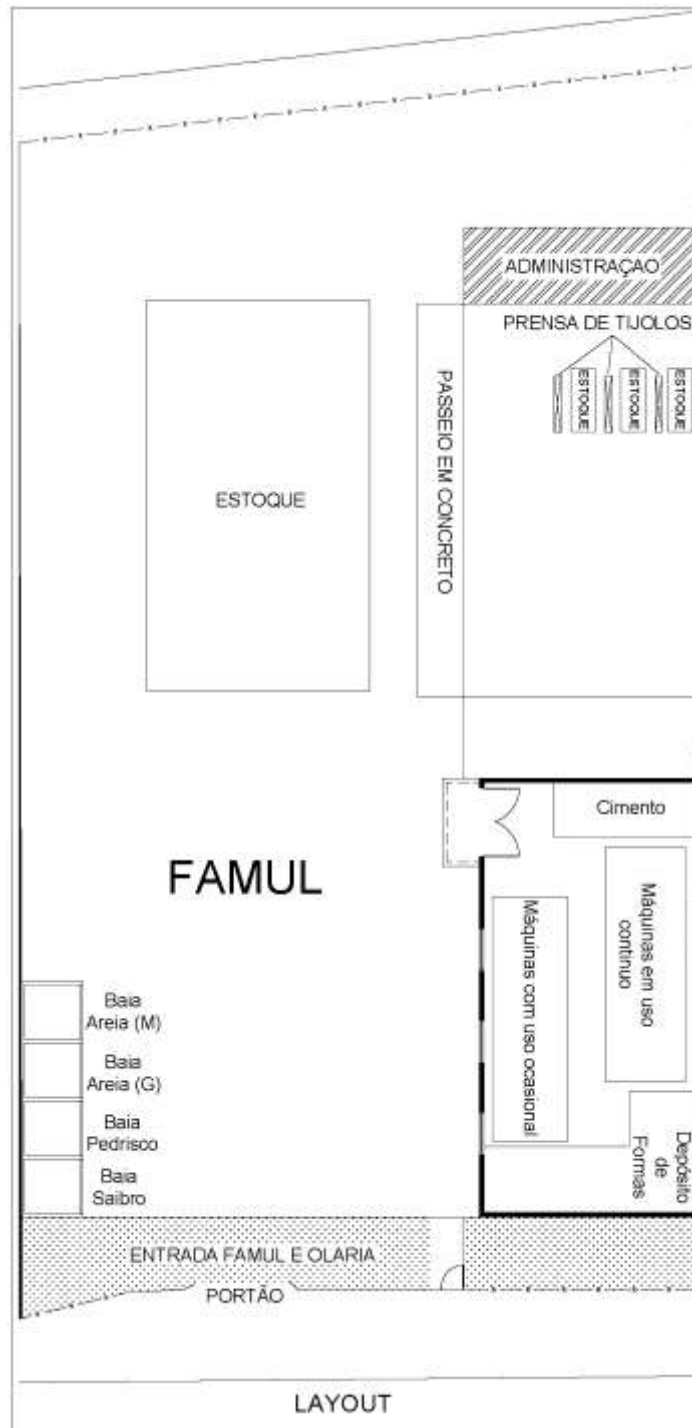 ADMINISTRAÇAO
PRENSA DE TIJOLOS
ESTOQUE
ESTOQUE
ESTOQUE
PASSEIO EM CONCRETO
ESTOQUE
Cimento
FAMUL
Máquinas em uso
continuo
Máquinas com uso ocasional
Baia
Areia (M)
Baia
Areia (G)
Baia
Pedrisco
Baia
Saibro
Depósito
de
Formas
ENTRADA FAMUL E OLARIA
PORTÃO
LAYOUT